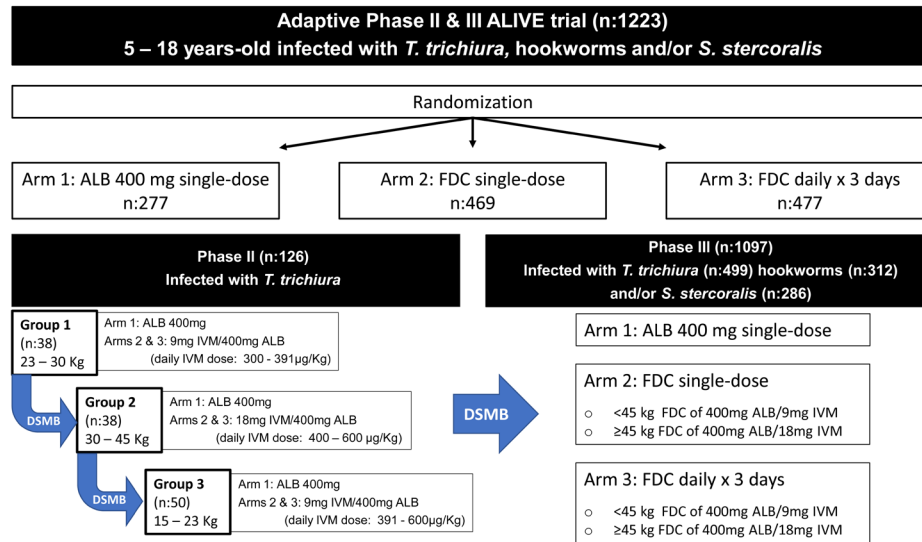 Adaptive Phase II & III ALIVE trial (n:1223)
5 – 18 years-old infected with T. trichiura, hookworms and/or S. stercoralis
Randomization
Arm 1: ALB 400 mg single-dose
n:277
Arm 2: FDC single-dose
n:469
Arm 3: FDC daily x 3 days
n:477
Phase II (n:126)
Infected with T. trichiura
Group 1
(n:38)
23 – 30 Kg
Arm 1: ALB 400mg
Arms 2 & 3: 9mg IVM/400mg ALB
(daily IVM dose: 300 - 391µg/Kg)
DSMB
Group 2
(n:38)
30 – 45 Kg
Arm 1: ALB 400mg
Arms 2 & 3: 18mg IVM/400mg ALB
(daily IVM dose: 400 – 600 µg/Kg)
DSMB
Group 3
(n:50)
15 – 23 Kg
Arm 1: ALB 400mg
Arms 2 & 3: 9mg IVM/400mg ALB
(daily IVM dose: 391 - 600µg/Kg)
DSMB
Phase III (n:1097)
Infected with T. trichiura (n:499) hookworms (n:312)
and/or S. stercoralis (n:286)
Arm 1: ALB 400 mg single-dose
Arm 2: FDC single-dose
o <45 kg FDC of 400mg ALB/9mg IVM
o ≥45 kg FDC of 400mg ALB/18mg IVM
Arm 3: FDC daily x 3 days
o <45 kg FDC of 400mg ALB/9mg IVM
o ≥45 kg FDC of 400mg ALB/18mg IVM